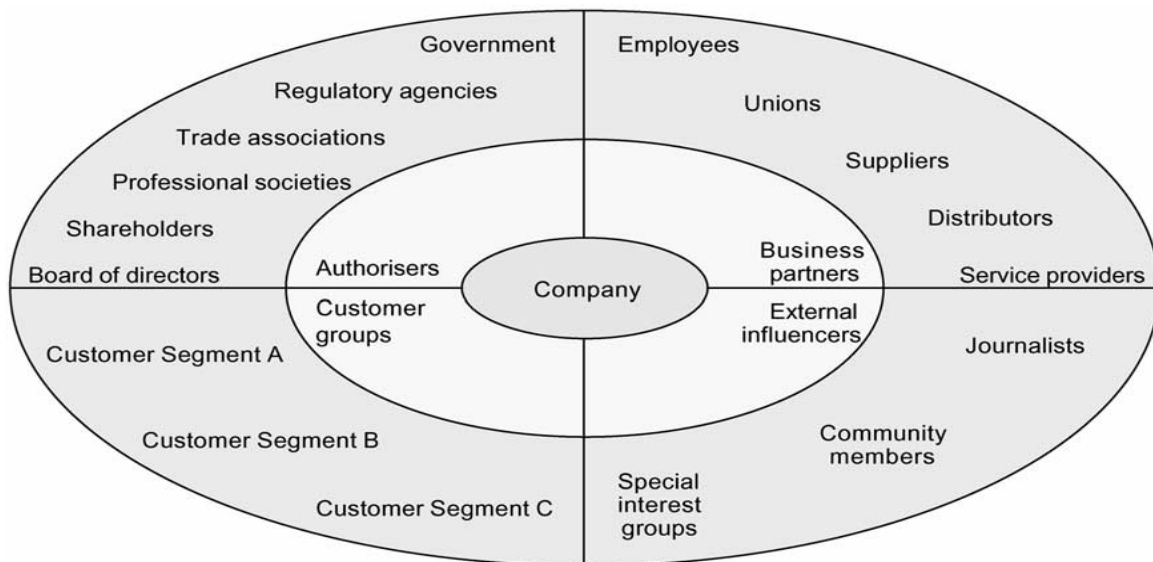 Government
Employees
Regulatory agencies
Unions
Trade associations
Suppliers
Professional societies
Shareholders
Distributors
Board of directors
Authorisers
Company
Business
partners
Service providers
Customer
groups
External
influencers
Customer Segment A
Journalists
Customer Segment B
Community
members
Customer Segment C
Special
interest
groups